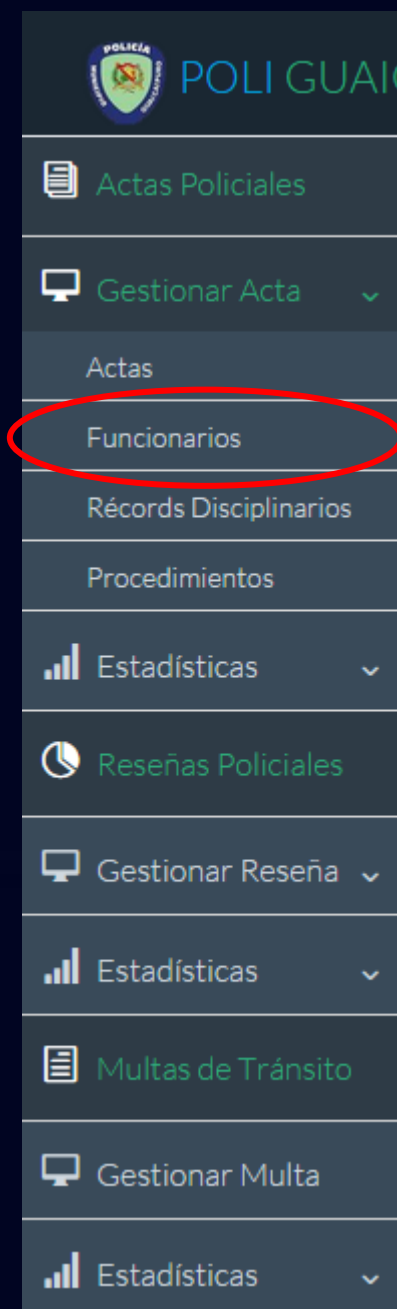 POLICÍA
POLI GUAI
Actas Policiales
Gestionar Acta
Actas
Funcionarios
Récords Disciplinarios
Procedimientos
Estadísticas
Reseñas Policiales
Gestionar Reseña
Estadísticas
Multas de Tránsito
Gestionar Multa
Estadísticas